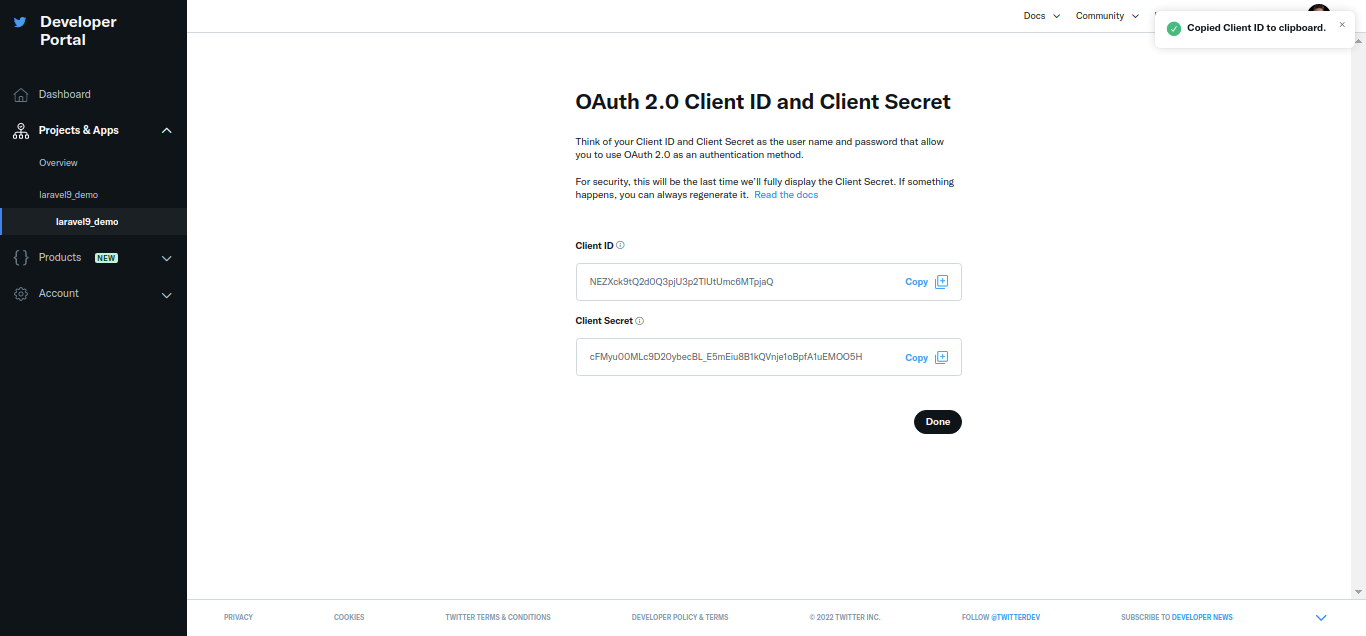 Developer
Portal
Dashboard
Projects & Apps
Overview
laravel9_demo
laravel9_demo
Products NEW
Account
Docs
Community
Copied Client ID to clipboard.
OAuth 2.0 Client ID and Client Secret
Think of your Client ID and Client Secret as the user name and password that allow
you to use OAuth 2.0 as an authentication method.
For security, this will be the last time we'll fully display the Client Secret. If something
happens, you can always regenerate it. Read the docs
Client ID
NEZXck9tQ2d0Q3pjU3p2TlUtUmc6MTpjaQ
Copy
Client Secret
cFMyu00MLc9D20ybecBL_E5mEiu8B1kQVnje1oBpfA1uEMOO5H
Copy
Done
PRIVACY
COOKIES
TWITTER TERMS & CONDITIONS
DEVELOPER POLICY & TERMS
© 2022 TWITTER INC.
FOLLOW @TWITTERDEV
SUBSCRIBE TO DEVELOPER NEWS